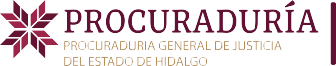 PROCURADURÍA
PROCURADURIA GENERAL DE JUSTICIA
DEL ESTADO DE HIDALGO